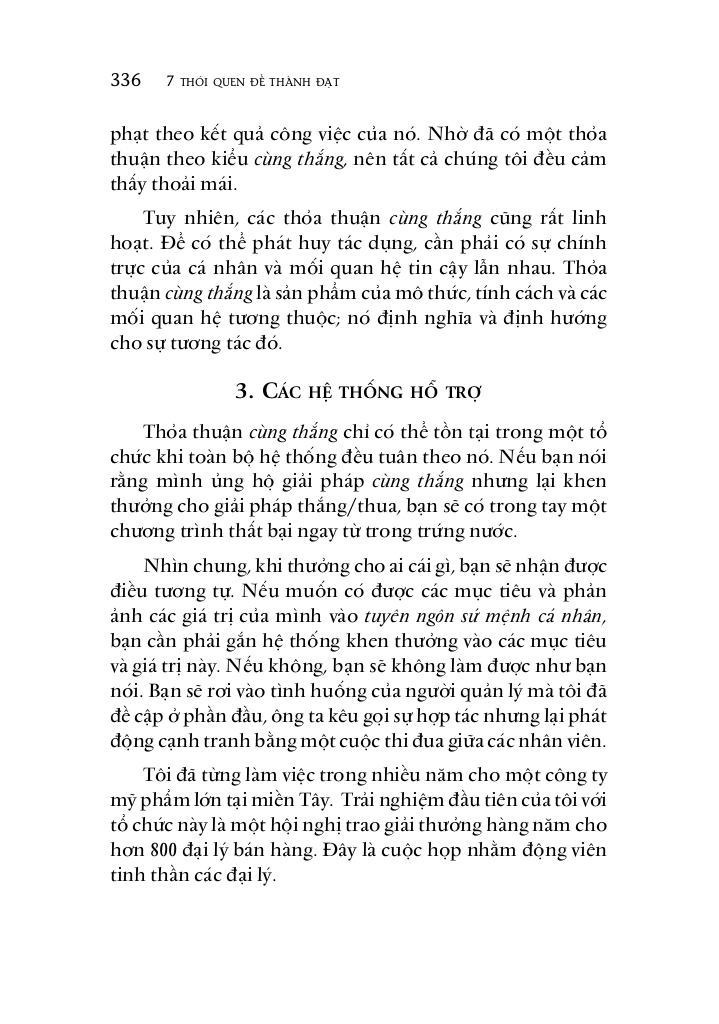 336 7 THÓI QUEN ĐỂ THÀNH ĐẠT
phạt theo kết quả công việc của nó. Nhờ đã có một thỏa
thuận theo kiểu cùng thắng, nên tất cả chúng tôi đều cảm
thấy thoải mái.
Tuy nhiên, các thỏa thuận cùng thắng cũng rất linh
hoạt. Để có thể phát huy tác dụng, cần phải có sự chính
trực của cá nhân và mối quan hệ tin cậy lẫn nhau. Thỏa
thuận cùng thắng là sản phẩm của mô thức, tính cách và các
mối quan hệ tương thuộc; nó định nghĩa và định hướng
cho sự tương tác đó.
3. CÁC HỆ THỐNG HỖ TRỢ
Thỏa thuận cùng thắng chỉ có thể tồn tại trong một tổ
chức khi toàn bộ hệ thống đều tuân theo nó. Nếu bạn nói
rằng mình ủng hộ giải pháp cùng thắng nhưng lại khen
thưởng cho giải pháp thắng/thua, bạn sẽ có trong tay một
chương trình thất bại ngay từ trong trứng nước.
Nhìn chung, khi thưởng cho ai cái gì, bạn sẽ nhận được
điều tương tự. Nếu muốn có được các mục tiêu và phản
ảnh các giá trị của mình vào tuyên ngôn sứ mệnh cá nhân,
bạn cần phải gắn hệ thống khen thưởng vào các mục tiêu
và giá trị này. Nếu không, bạn sẽ không làm được như bạn
nói. Bạn sẽ rơi vào tình huống của người quản lý mà tôi đã
đề cập ở phần đầu, ông ta kêu gọi sự hợp tác nhưng lại phát
động cạnh tranh bằng một cuộc thi đua giữa các nhân viên.
Tôi đã từng làm việc trong nhiều năm cho một công ty
mỹ phẩm lớn tại miền Tây. Trải nghiệm đầu tiên của tôi với
tổ chức này là một hội nghị trao giải thưởng hàng năm cho
hơn 800 đại lý bán hàng. Đây là cuộc họp nhằm động viên
tinh thần các đại lý.